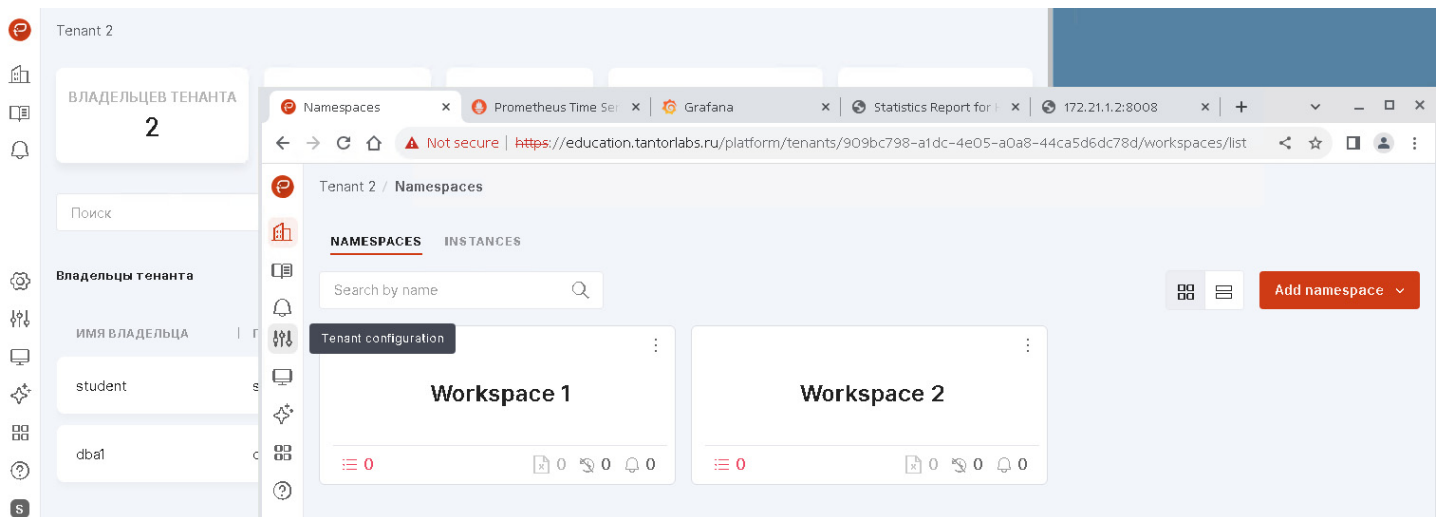 Tenant 2
ВЛАДЕЛЬЦЕВ ТЕНАНТА
2
Поиск
Владельцы тенанта
ИМЯ ВЛАДЕЛЬЦА
student
dba1
S
Namespaces
Prometheus Time Ser
Grafana
Statistics Report for
172.21.1.2:8008
Not secure | https://education.tantorlabs.ru/platform/tenants/909bc798-a1dc-4e05-a0a8-44ca5d6dc78d/workspaces/list
Tenant 2 / Namespaces
NAMESPACES INSTANCES
Search by name
Add namespace
Tenant configuration
Workspace 1
0 0 0 0
Workspace 2
0 0 0 0